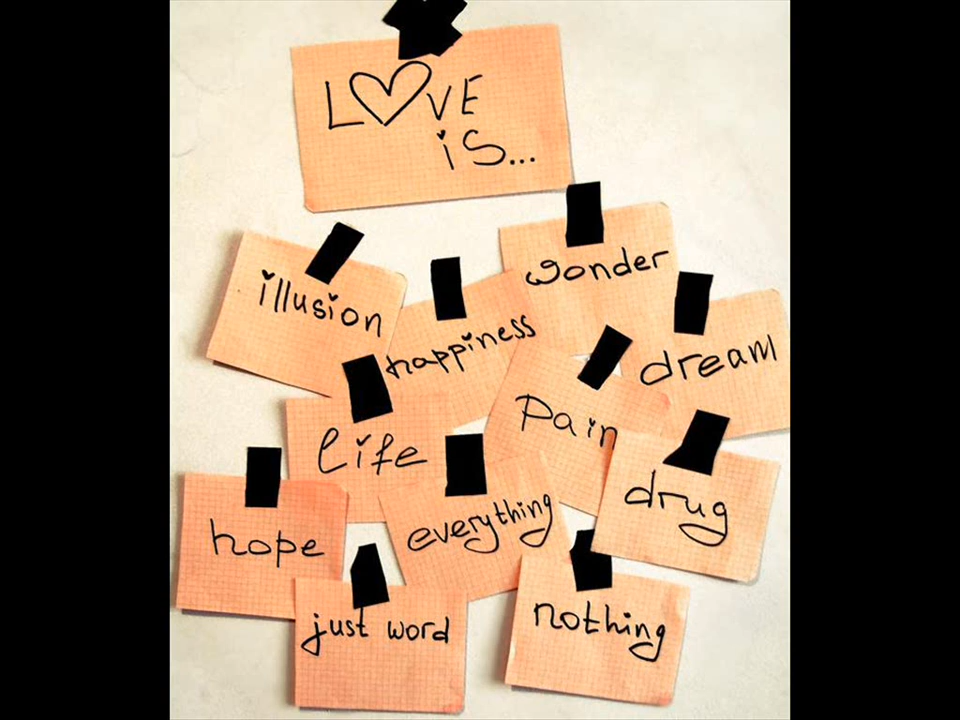 LOVE
is...
illusion
happiness
wonder
dream
life
pain
drug
hope
everything
just word
nothing